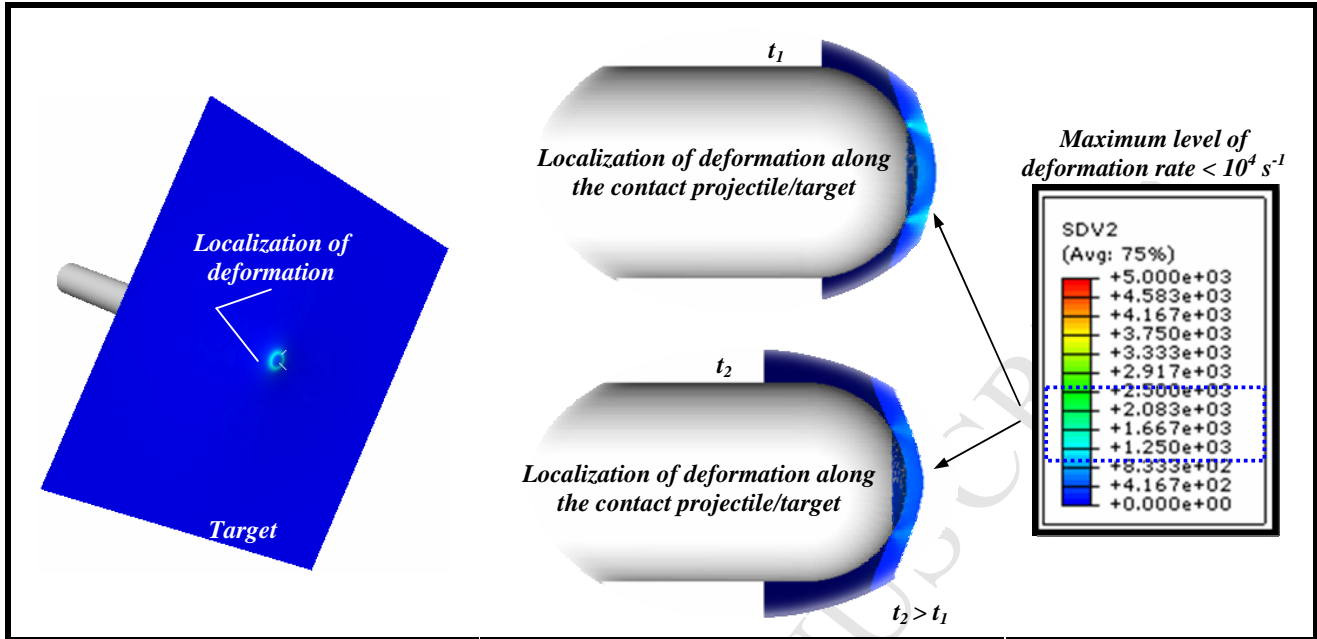 Localization of
deformation
Target
t1
Localization of deformation along
the contact projectile/target
t2
Localization of deformation along
the contact projectile/target
t2 > t1
Maximum level of
deformation rate < 10^4 s^-1
SDV2
(Avg: 75%)
+5.000e+03
+4.583e+03
+4.167e+03
+3.750e+03
+3.333e+03
+2.917e+03
+2.500e+03
+2.083e+03
+1.667e+03
+1.250e+03
+8.333e+02
+4.167e+02
+0.000e+00